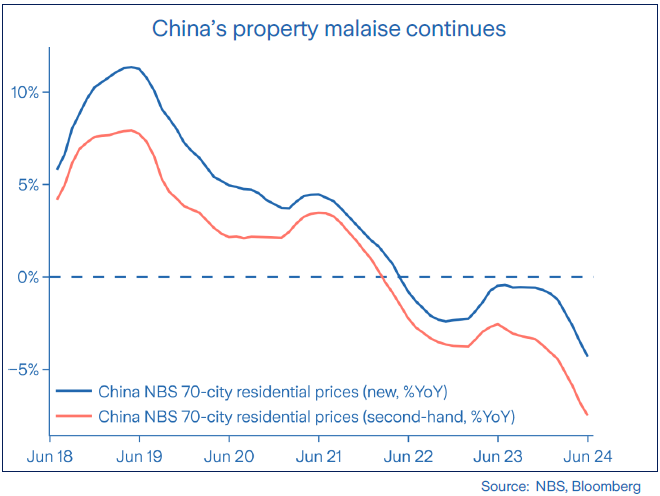 China's property malaise continues
10%
5%
0%
−5%
China NBS 70-city residential prices (new, %YoY)
China NBS 70-city residential prices (second-hand, %YoY)
Jun 18 Jun 19 Jun 20 Jun 21 Jun 22 Jun 23 Jun 24
Source: NBS, Bloomberg